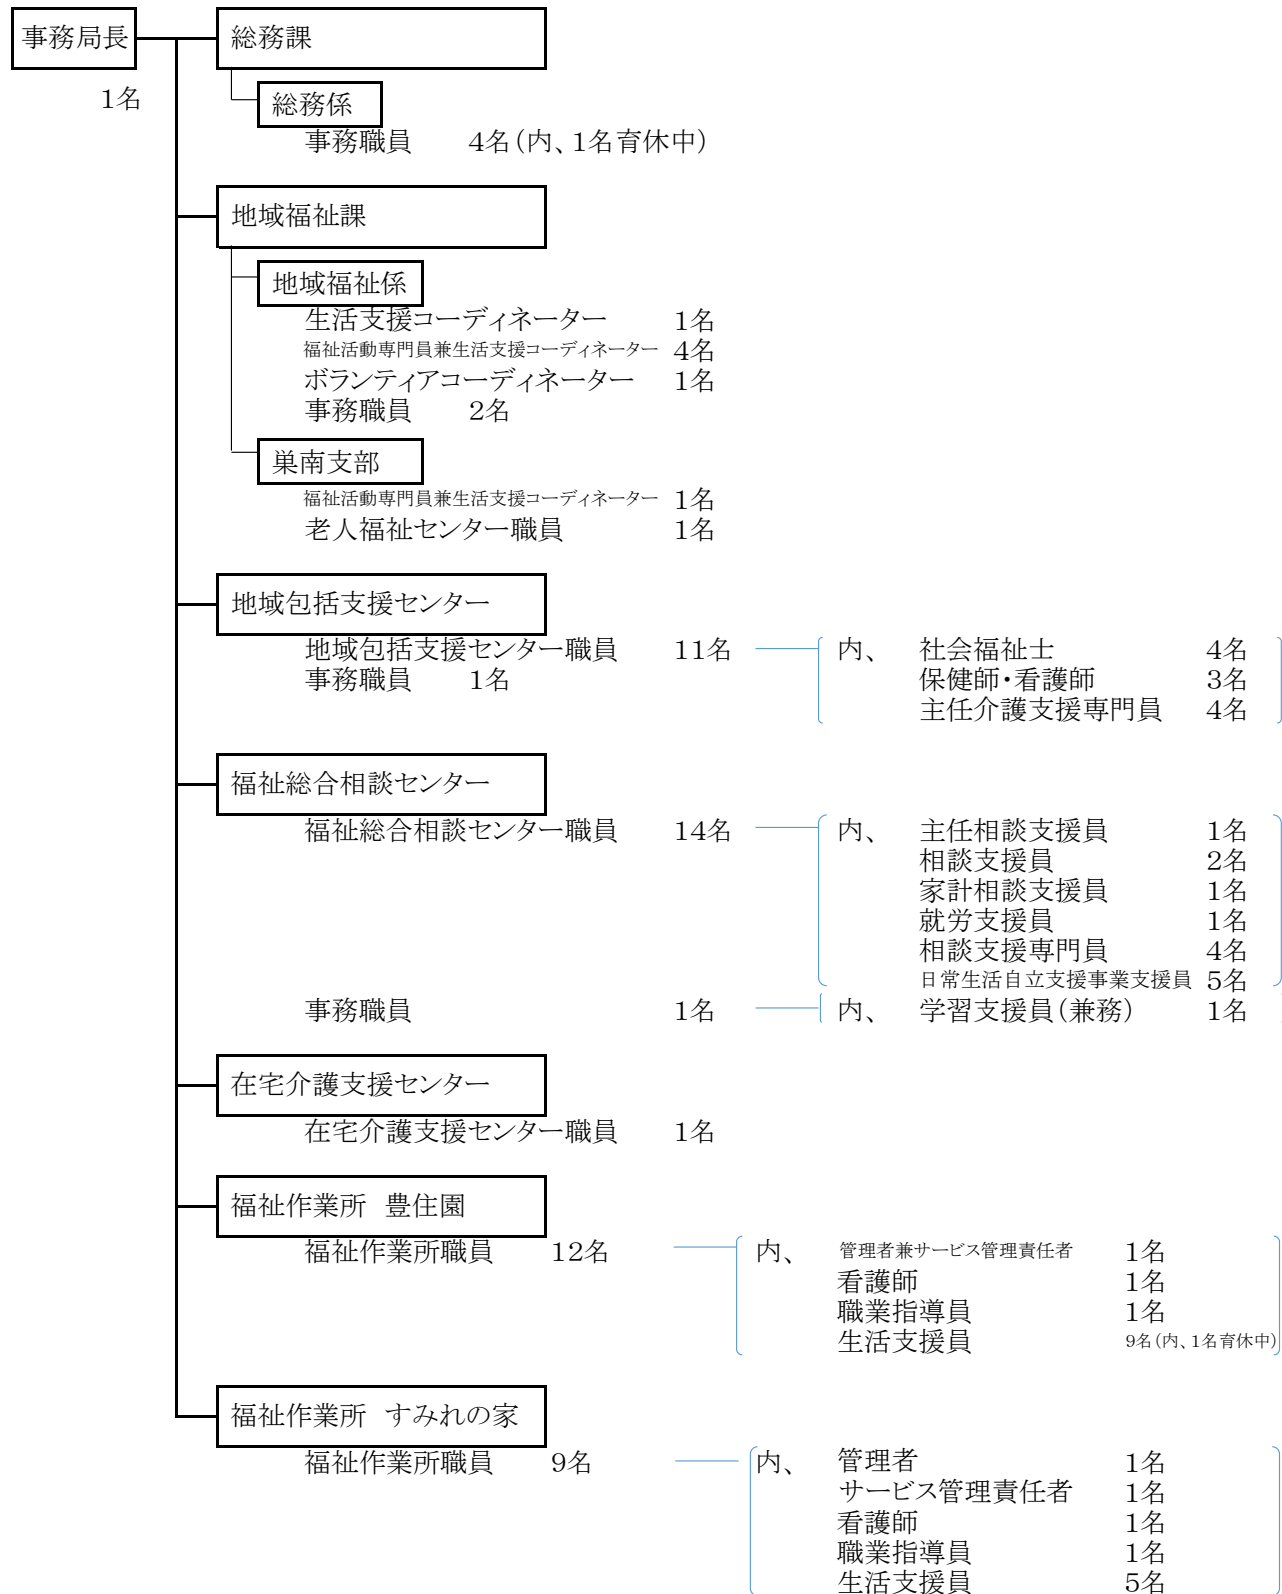 事務局長 総務課
1名
総務係
事務職員 4名(内、1名育休中)
地域福祉課
地域福祉係
生活支援コーディネーター 1名
福祉活動専門員兼生活支援コーディネーター 4名
ボランティアコーディネーター 1名
事務職員 2名
巣南支部
福祉活動専門員兼生活支援コーディネーター 1名
老人福祉センター職員 1名
地域包括支援センター
地域包括支援センター職員 11名 内、 社会福祉士 4名
事務職員 1名 保健師・看護師 3名
主任介護支援専門員 4名
福祉総合相談センター
福祉総合相談センター職員 14名 内、 主任相談支援員 1名
相談支援員 2名
家計相談支援員 1名
就労支援員 1名
相談支援専門員 4名
日常生活自立支援事業支援員 5名
事務職員 1名 内、 学習支援員(兼務) 1名
在宅介護支援センター
在宅介護支援センター職員 1名
福祉作業所 豊住園
福祉作業所職員 12名 内、 管理者兼サービス管理責任者 1名
看護師 1名
職業指導員 1名
生活支援員 9名(内、1名育休中)
福祉作業所 すみれの家
福祉作業所職員 9名 内、 管理者 1名
サービス管理責任者 1名
看護師 1名
職業指導員 1名
生活支援員 5名